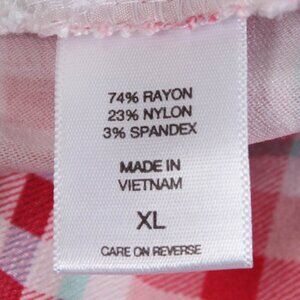 74% RAYON
23% NYLON
3% SPANDEX
MADE IN
VIETNAM
XL
CARE ON REVERSE